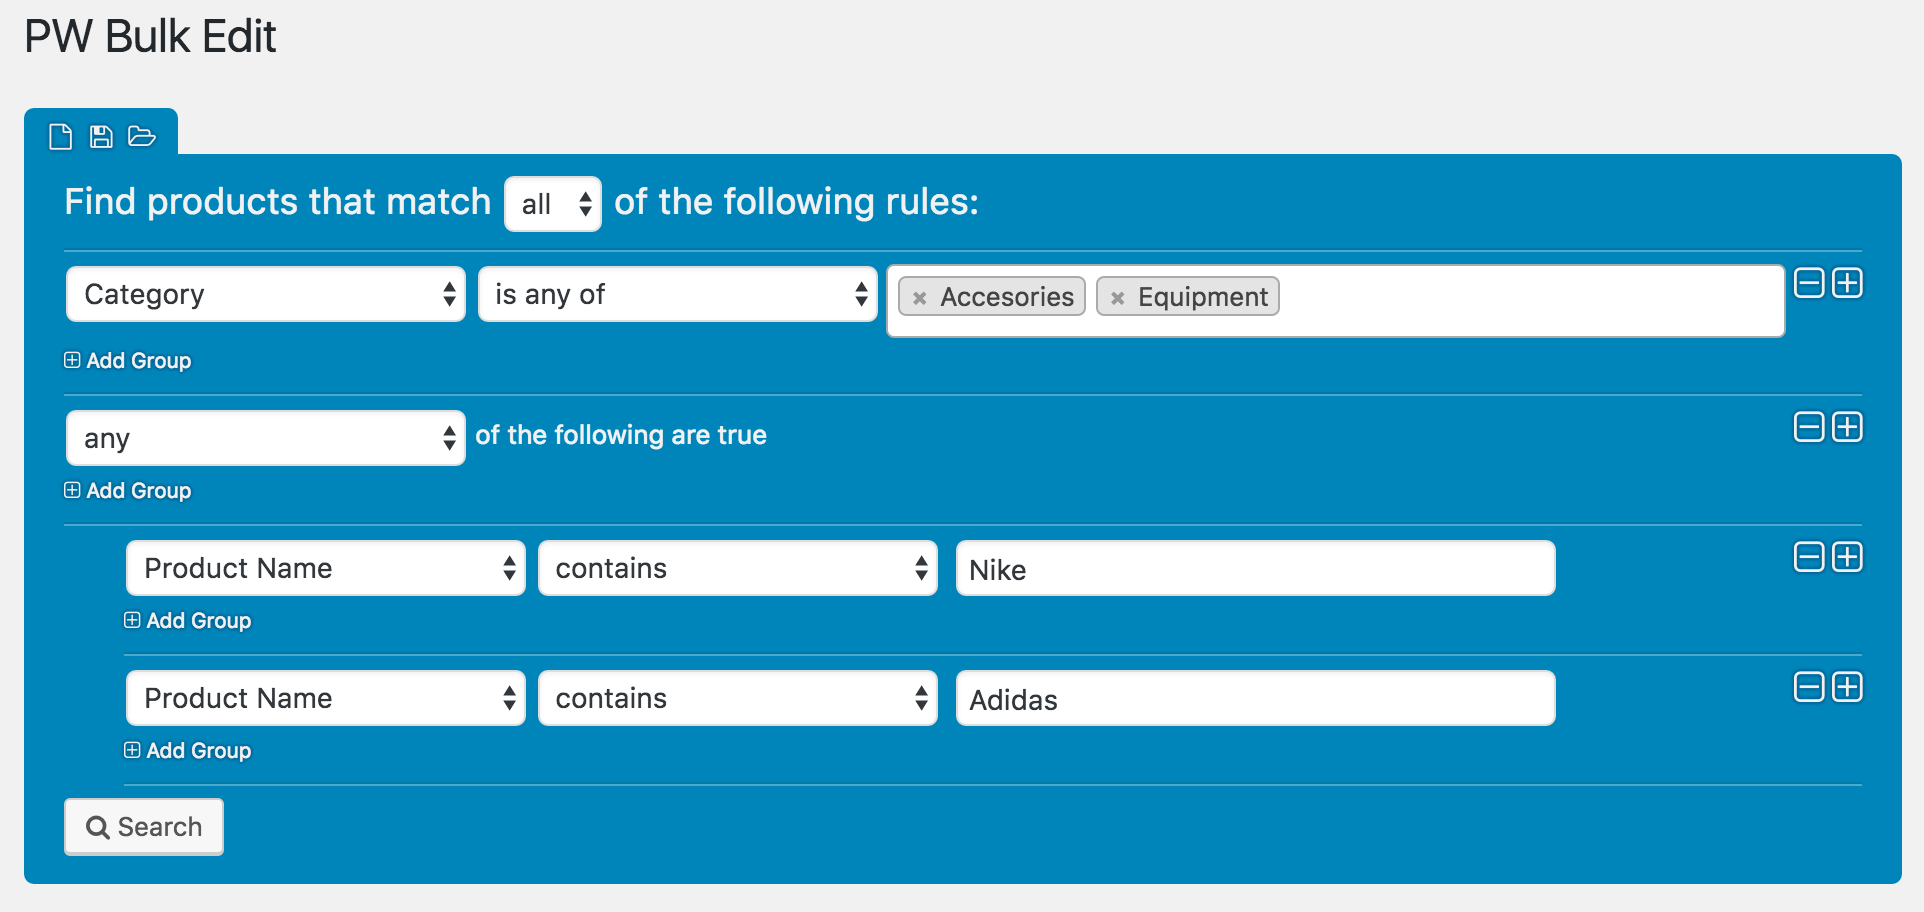 PW Bulk Edit
Find products that match all of the following rules:
Category is any of × Accesories × Equipment
Add Group
any of the following are true
Add Group
Product Name contains Nike
Add Group
Product Name contains Adidas
Add Group
Search